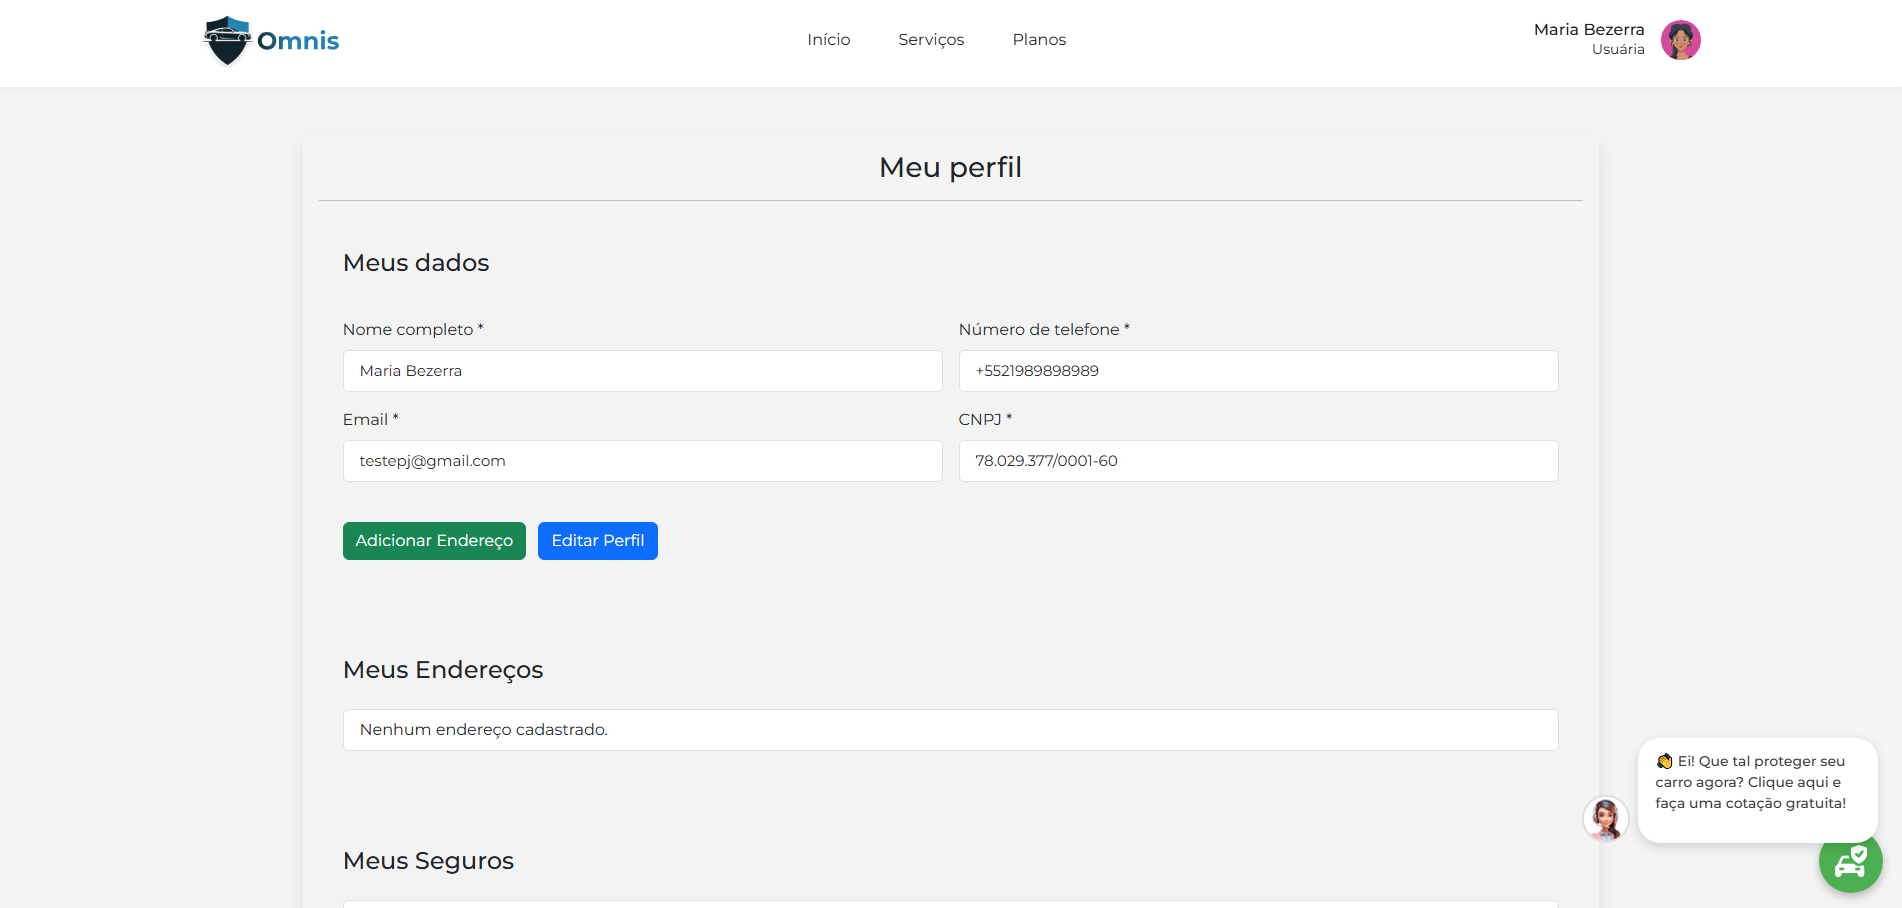 Omnis
Início
Serviços
Planos
Maria Bezerra
Usuária
Meu perfil
Meus dados
Nome completo *
Número de telefone *
Maria Bezerra
+5521989898989
Email *
CNPJ *
testepj@gmail.com
78.029.377/0001-60
Adicionar Endereço
Editar Perfil
Meus Endereços
Nenhum endereço cadastrado.
👏 Ei! Que tal proteger seu
carro agora? Clique aqui e
faça uma cotação gratuita!
Meus Seguros